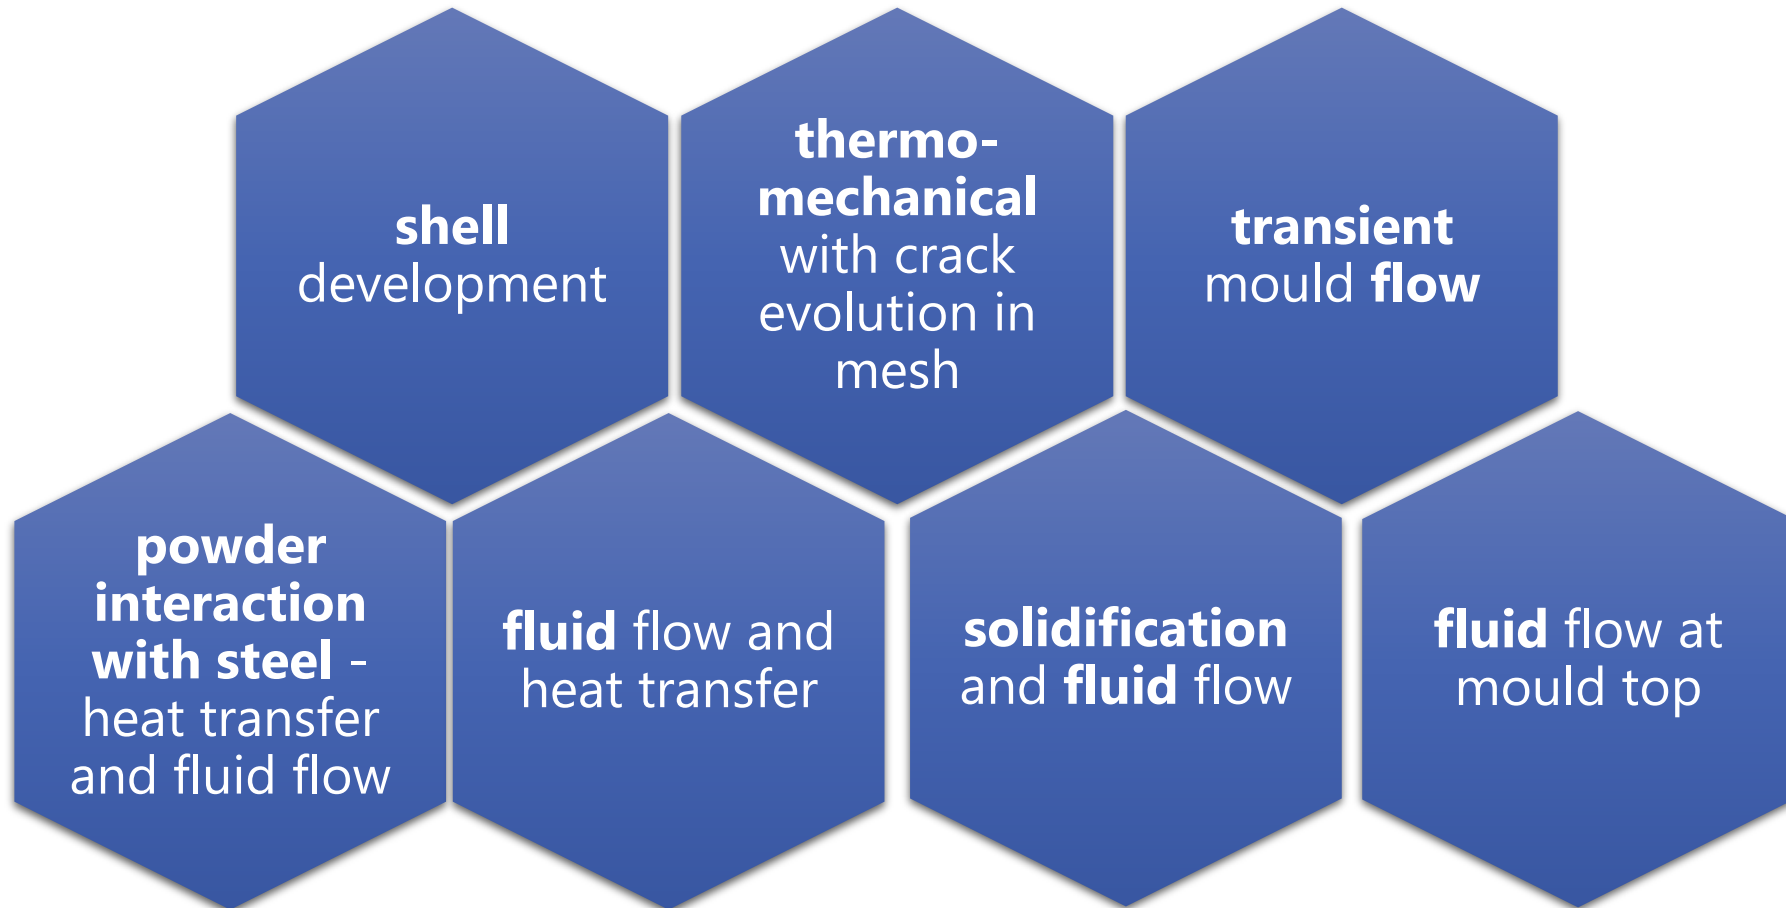 shell
development
thermo-
mechanical
with crack
evolution in
mesh
transient
mould flow
powder
interaction
with steel -
heat transfer
and fluid flow
fluid flow and
heat transfer
solidification
and fluid flow
fluid flow at
mould top